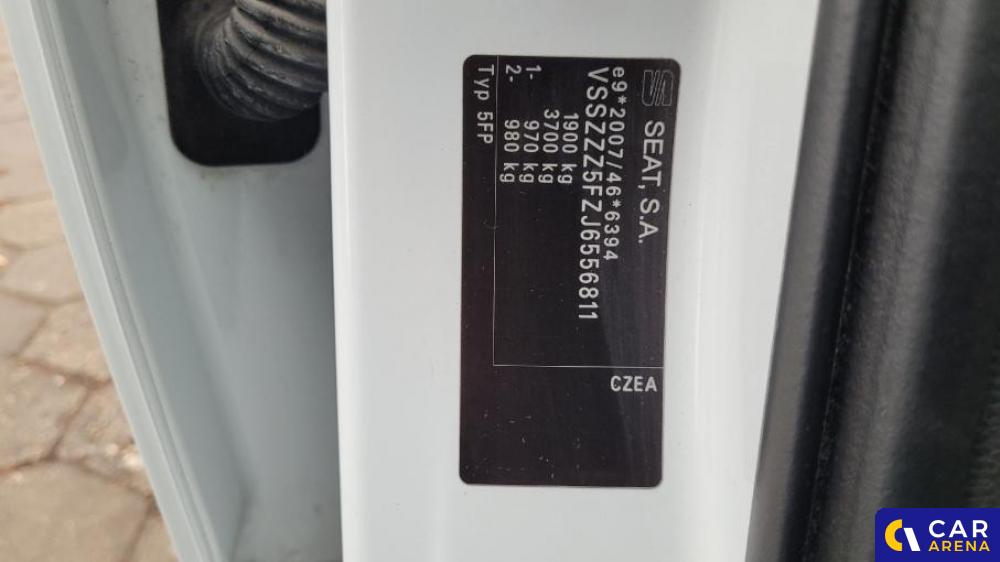 SEAT, S.A.
e9*2007/46*6394
VSSZZZ5FZJ6556811
1900 kg
3700 kg
1- 970 kg
2- 980 kg
Typ 5FP
CZEA
CAR
ARENA